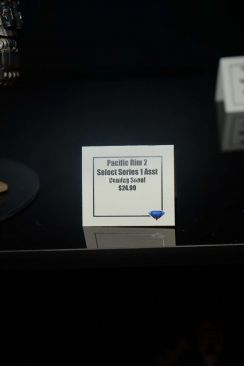 Pacific Rim 2
Select Series 1 Asst
Coming Soon!
$24.99